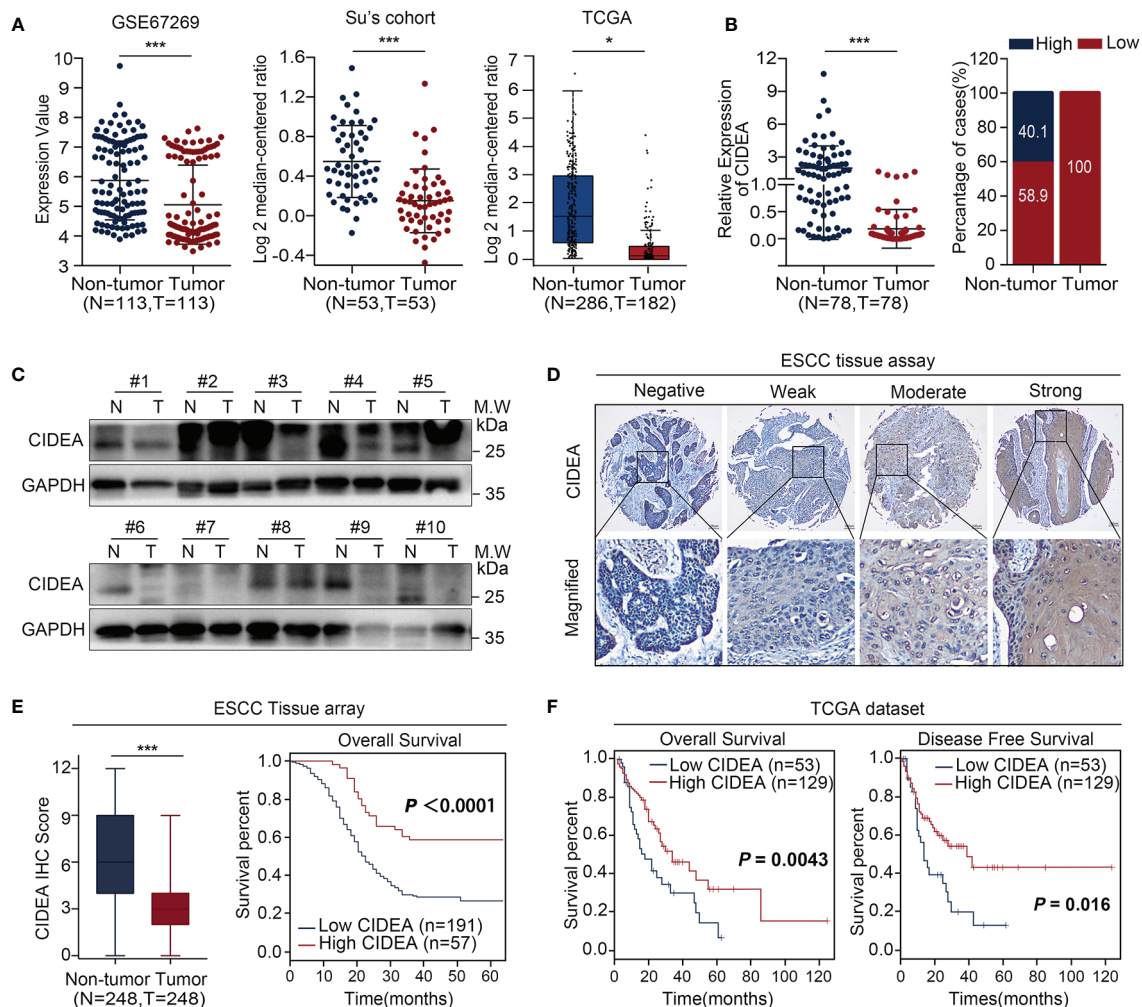 A
GSE67269
***
Expression Value
10
9
8
7
6
5
4
3
Non-tumor Tumor
(N=113,T=113)
Su's cohort
***
Log 2 median-centered ratio
1.6
1.2
0.8
0.4
0.0
-0.4
Non-tumor Tumor
(N=53,T=53)
TCGA
*
Log 2 median-centered ratio
7
6
5
4
3
2
1
0
Non-tumor Tumor
(N=286,T=182)
B
***
Relative Expression
of CIDEA
12
9
6
3
1.0
0.5
0.0
Non-tumor Tumor
(N=78,T=78)
High Low
Percentage of cases(%)
120
100
80
60
40
20
0
40.1
58.9
100
Non-tumor Tumor
C
#1 #2 #3 #4 #5
N T N T N T N T N T M.W
kDa
CIDEA
25
GAPDH
35
#6 #7 #8 #9 #10
N T N T N T N T N T M.W
kDa
CIDEA
25
GAPDH
35
D
ESCC tissue assay
Negative Weak Moderate Strong
CIDEA
Magnified
E
ESCC Tissue array
***
CIDEA IHC Score
12
9
6
3
0
Non-tumor Tumor
(N=248,T=248)
Overall Survival
Survival percent
1.0
0.8
0.6
0.4
0.2
0.0
P <0.0001
Low CIDEA (n=191)
High CIDEA (n=57)
0 10 20 30 40 50 60
Time(months)
F
TCGA dataset
Overall Survival
Low CIDEA (n=53)
High CIDEA (n=129)
Survival percent
1.0
0.8
0.6
0.4
0.2
0.0
P = 0.0043
0 20 40 60 80 100 120
Times(months)
Disease Free Survival
Low CIDEA (n=53)
High CIDEA (n=129)
Survival percent
1.0
0.8
0.6
0.4
0.2
0.0
P = 0.016
0 20 40 60 80 100 120
Times(months)